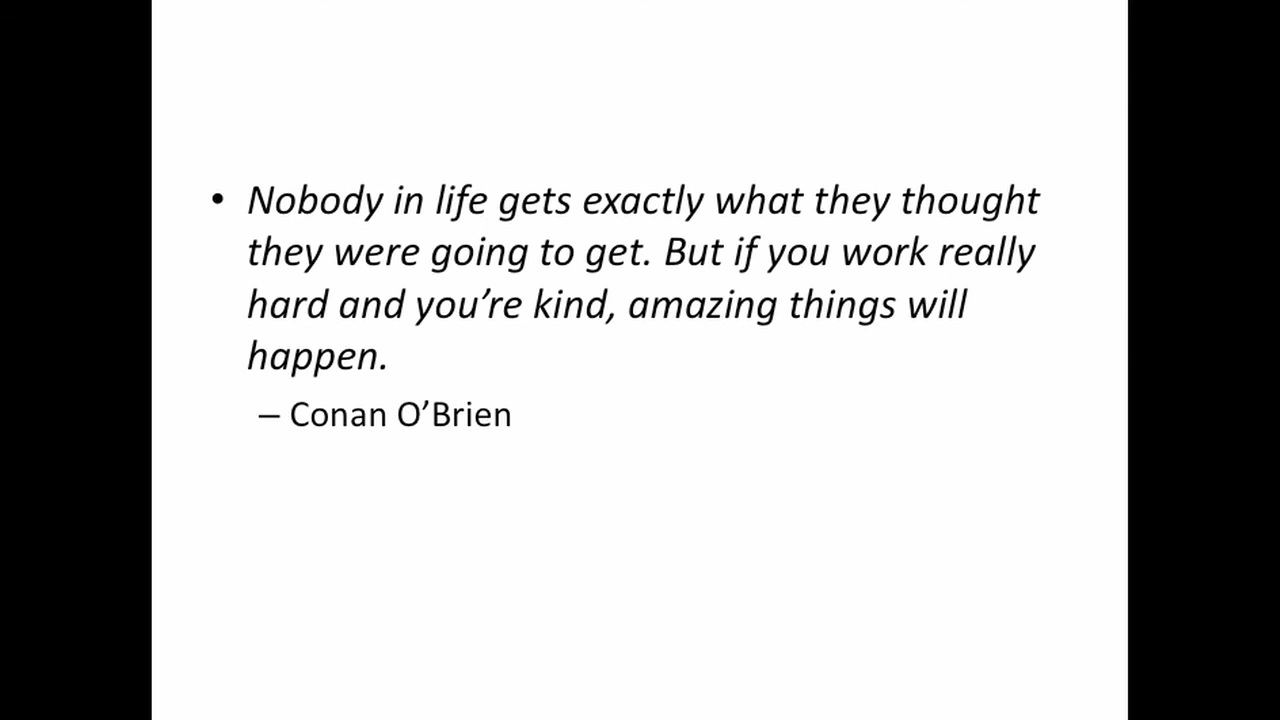 • Nobody in life gets exactly what they thought
they were going to get. But if you work really
hard and you’re kind, amazing things will
happen.
– Conan O’Brien